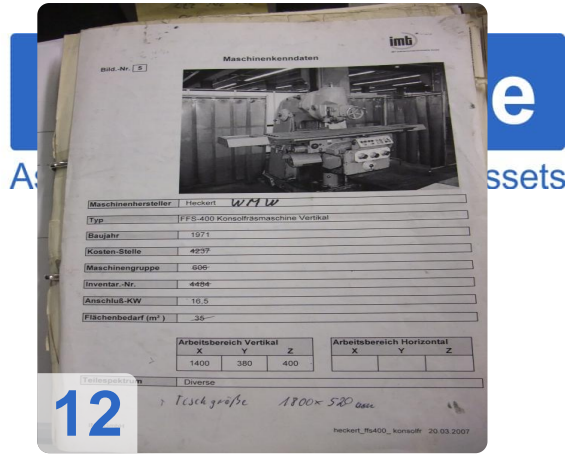 imb
Maschinenkenndaten
Bild.-Nr. 5
e
As
ssets
Maschinenhersteller Heckert WMW
Typ FFS-400 Konsolfräsmaschine Vertikal
Baujahr 1971
Kosten-Stelle 4237
Maschinengruppe 606
Inventar.-Nr. 4484
Anschluß-KW 16,5
Flächenbedarf (m²) 35
Arbeitsbereich Vertikal Arbeitsbereich Horizontal
X Y Z X Y Z
1400 380 400
Teilespektrum Diverse
Tischgröße 1800 x 520 mm
12
heckert_ffs400_ konsolfr 20.03.2007